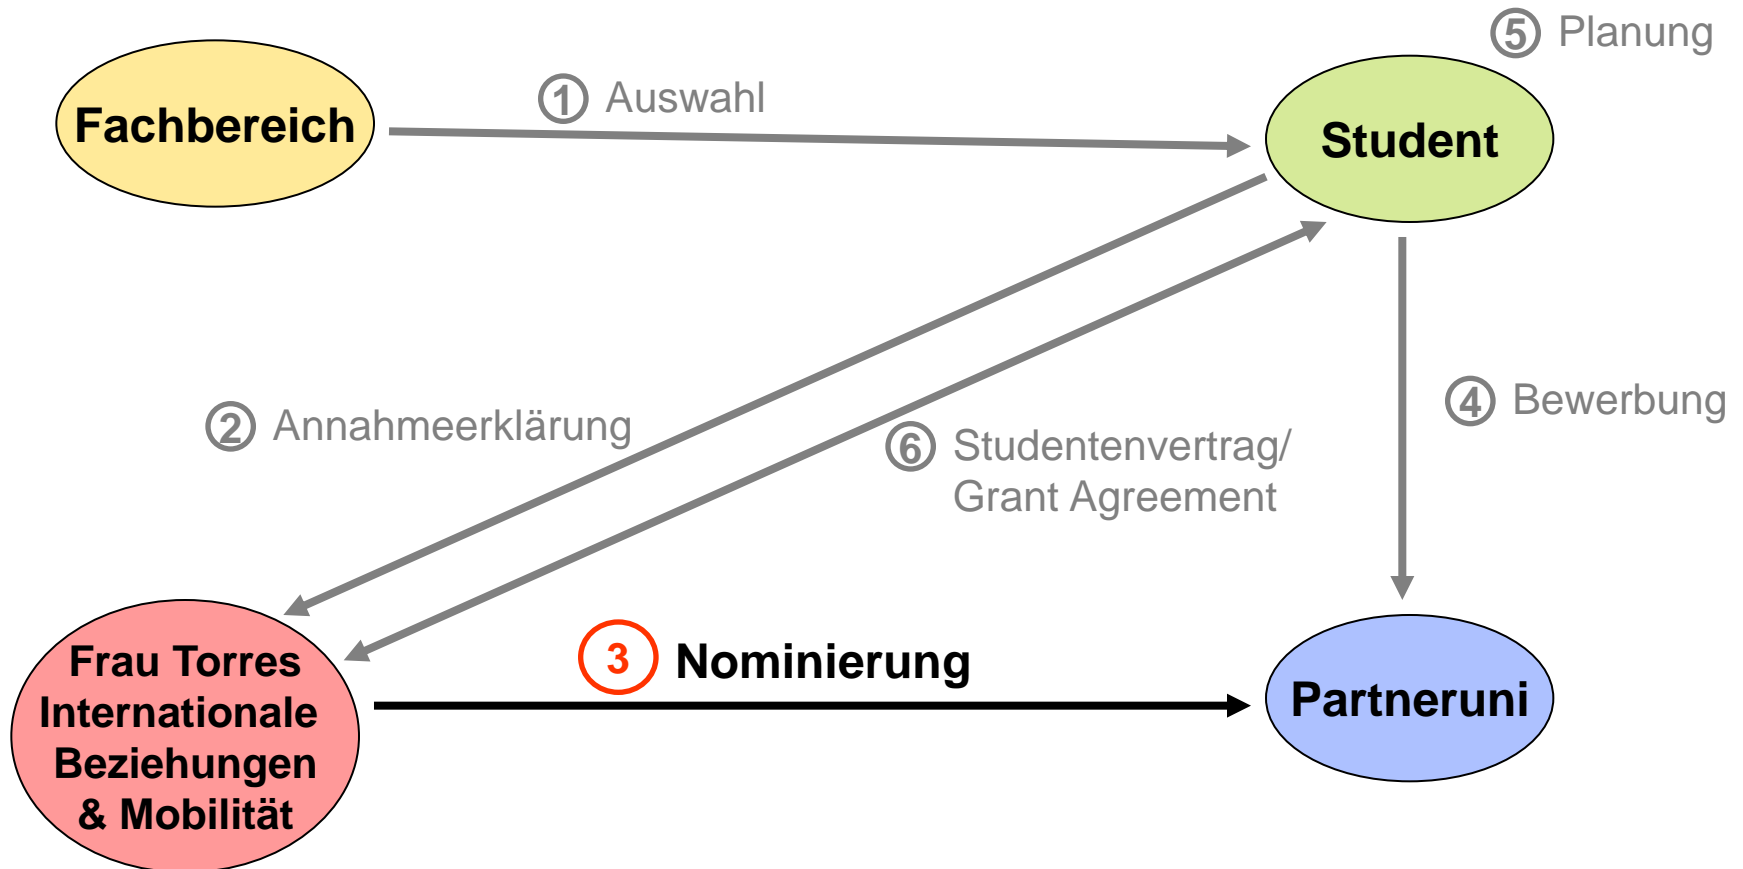 ⑤ Planung
Fachbereich
① Auswahl
Student
② Annahmeerklärung
④ Bewerbung
⑥ Studentenvertrag/
Grant Agreement
Frau Torres
Internationale
Beziehungen
& Mobilität
3 Nominierung
Partneruni